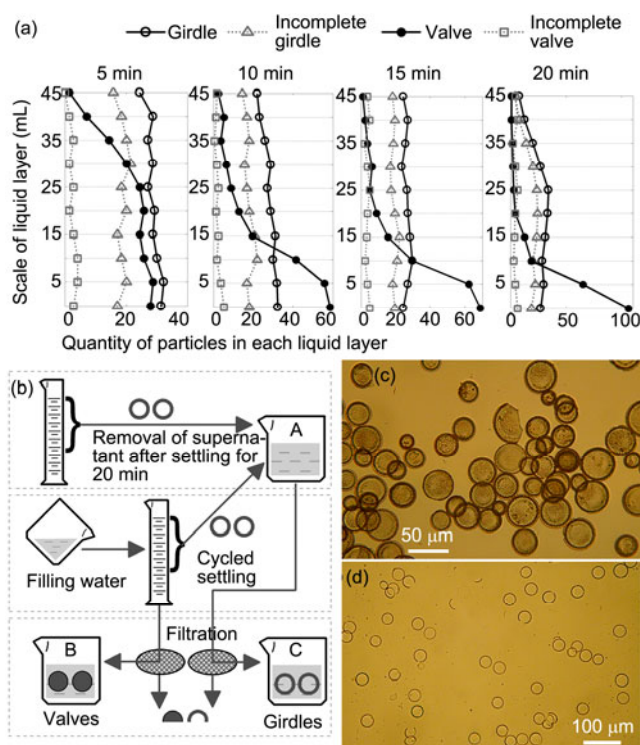 (a)
Girdle
Incomplete girdle
Valve
Incomplete valve
5 min 10 min 15 min 20 min
Scale of liquid layer (mL)
45
35
25
15
5
45
35
25
15
5
45
35
25
15
5
45
35
25
15
5
0 20 40 0 20 40 60 0 20 40 60 0 50 100
Quantity of particles in each liquid layer
(b)
Removal of superna-
tant after settling for
20 min
A
Filling water
Cycled
settling
Filtration
B
Valves
C
Girdles
(c)
50 µm
(d)
100 µm